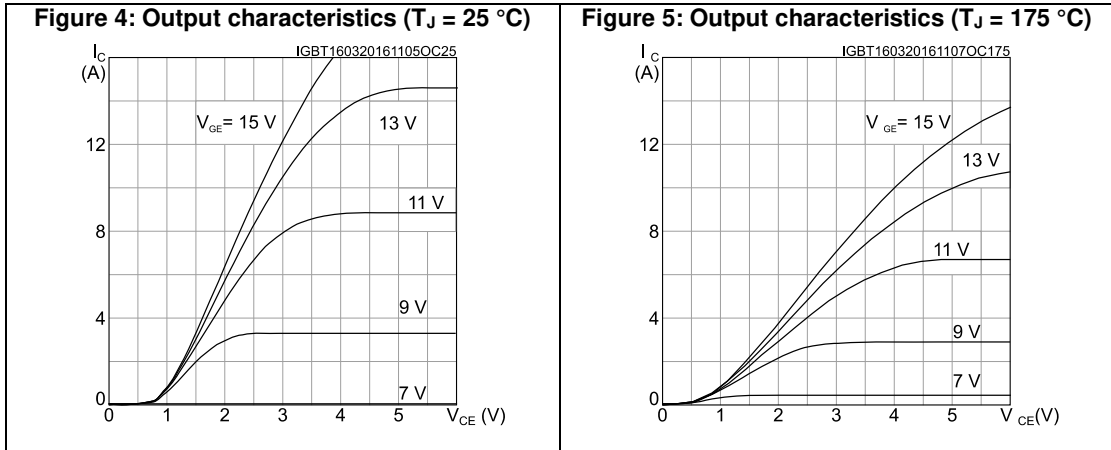 Figure 4: Output characteristics (TJ = 25 °C)
IC
(A)
IGBT160320161105OC25
VGE= 15 V
13 V
12
11 V
8
9 V
4
7 V
0
0 1 2 3 4 5 VCE (V)
Figure 5: Output characteristics (TJ = 175 °C)
IC
(A)
IGBT160320161107OC175
VGE= 15 V
12
13 V
8
11 V
4
9 V
7 V
0
0 1 2 3 4 5 VCE(V)